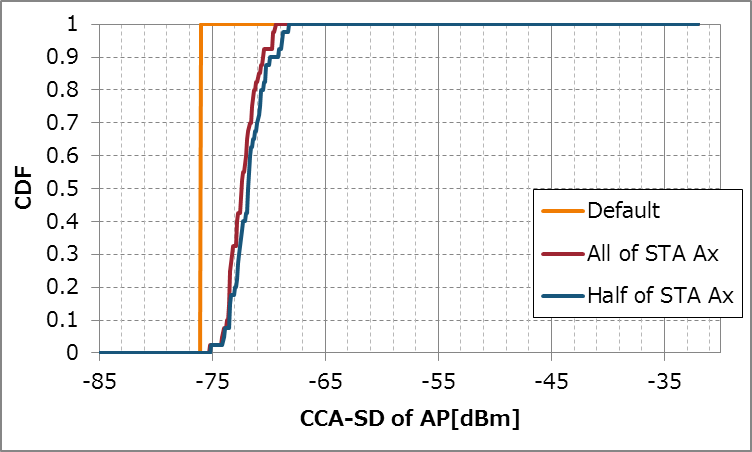 1
0.9
0.8
0.7
0.6
0.5
0.4
0.3
0.2
0.1
0
CDF
Default
All of STA Ax
Half of STA Ax
-85 -75 -65 -55 -45 -35
CCA-SD of AP[dBm]